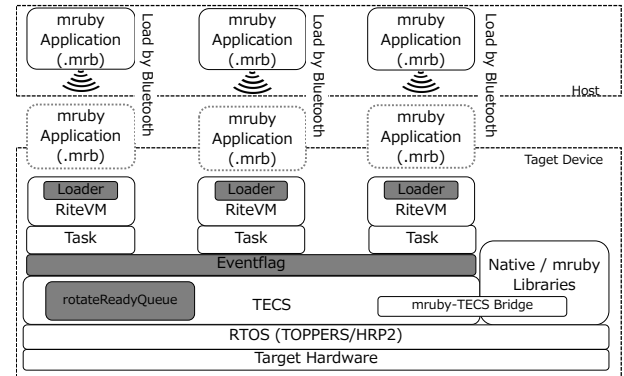 mruby
Application
(.mrb)
Load by Bluetooth
mruby
Application
(.mrb)
Load by Bluetooth
mruby
Application
(.mrb)
Load by Bluetooth
Host
mruby
Application
(.mrb)
mruby
Application
(.mrb)
mruby
Application
(.mrb)
Taget Device
Loader
RiteVM
Task
Loader
RiteVM
Task
Loader
RiteVM
Task
Eventflag
Native / mruby
Libraries
rotateReadyQueue
TECS
mruby-TECS Bridge
RTOS (TOPPERS/HRP2)
Target Hardware